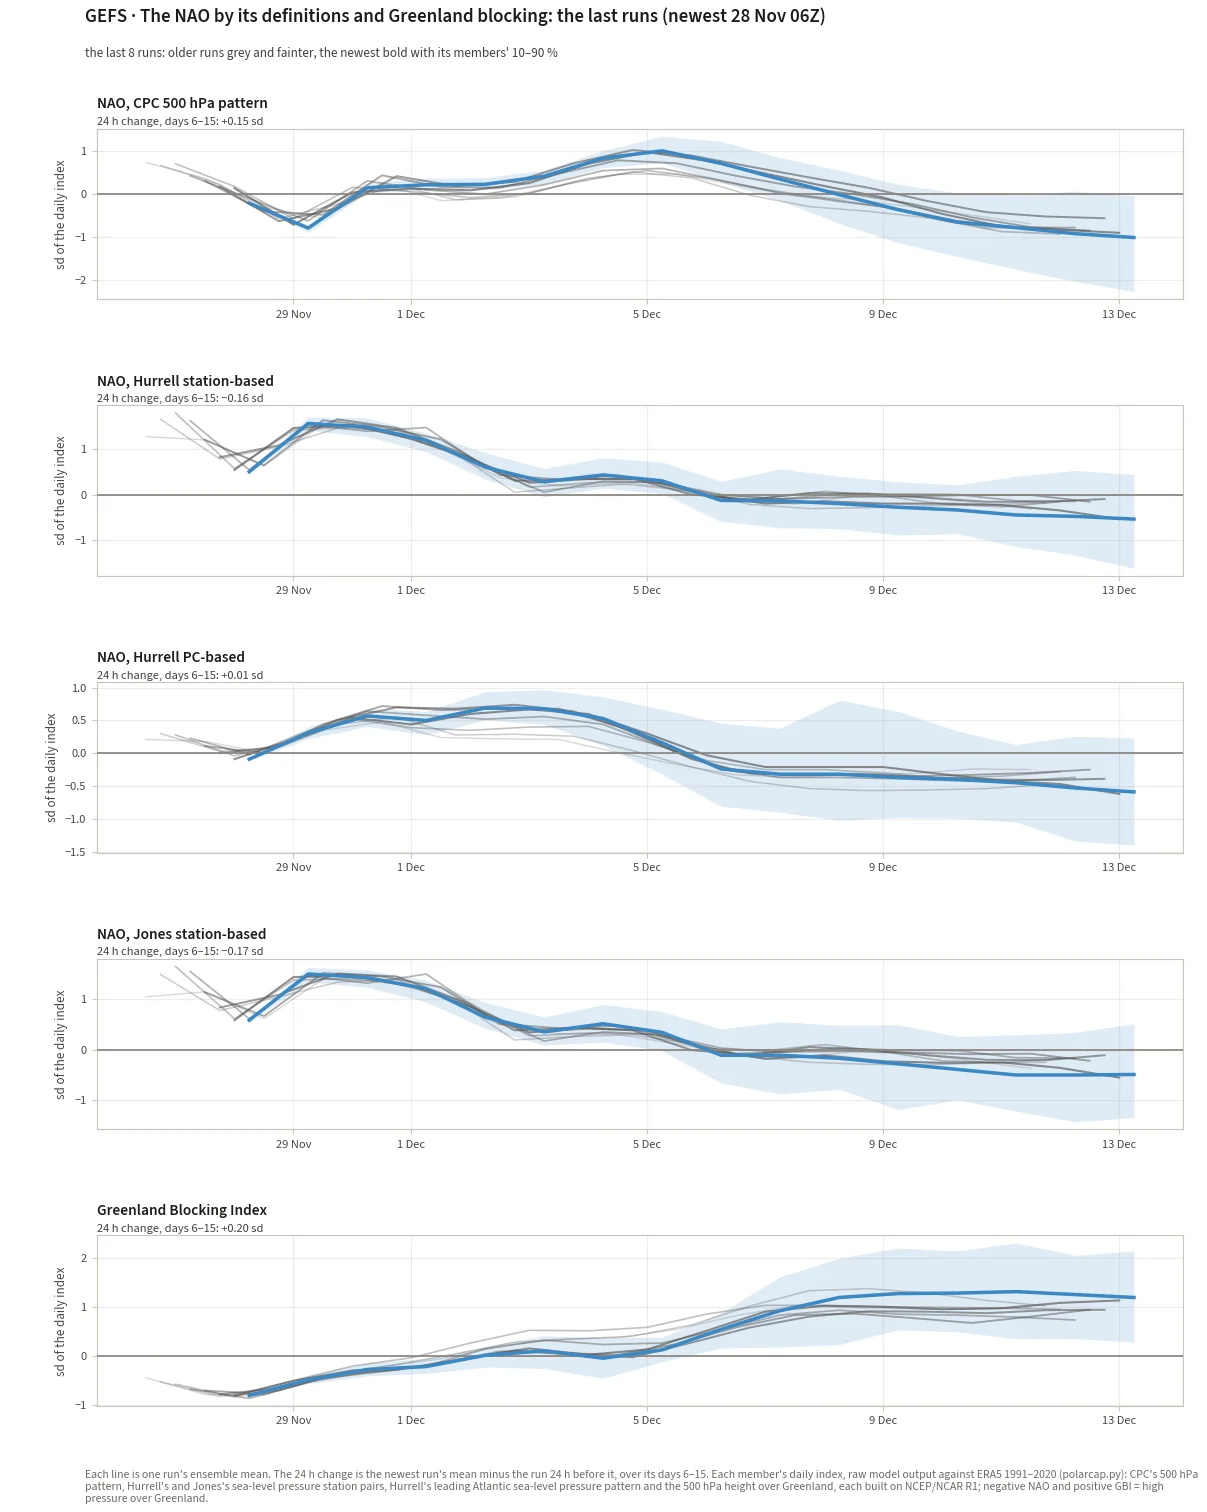 GEFS · The NAO by its definitions and Greenland blocking: the last runs (newest 28 Nov 06Z)
the last 8 runs: older runs grey and fainter, the newest bold with its members' 10–90 %
NAO, CPC 500 hPa pattern
24 h change, days 6–15: +0.15 sd
sd of the daily index
1
0
−1
−2
29 Nov
1 Dec
5 Dec
9 Dec
13 Dec
NAO, Hurrell station-based
24 h change, days 6–15: −0.16 sd
sd of the daily index
1
0
−1
29 Nov
1 Dec
5 Dec
9 Dec
13 Dec
NAO, Hurrell PC-based
24 h change, days 6–15: +0.01 sd
sd of the daily index
1.0
0.5
0.0
−0.5
−1.0
−1.5
29 Nov
1 Dec
5 Dec
9 Dec
13 Dec
NAO, Jones station-based
24 h change, days 6–15: −0.17 sd
sd of the daily index
1
0
−1
29 Nov
1 Dec
5 Dec
9 Dec
13 Dec
Greenland Blocking Index
24 h change, days 6–15: +0.20 sd
sd of the daily index
2
1
0
−1
29 Nov
1 Dec
5 Dec
9 Dec
13 Dec
Each line is one run's ensemble mean. The 24 h change is the newest run's mean minus the run 24 h before it, over its days 6–15. Each member's daily index, raw model output against ERA5 1991–2020 (polarcap.py): CPC's 500 hPa
pattern, Hurrell's and Jones's sea-level pressure station pairs, Hurrell's leading Atlantic sea-level pressure pattern and the 500 hPa height over Greenland, each built on NCEP/NCAR R1; negative NAO and positive GBI = high
pressure over Greenland.